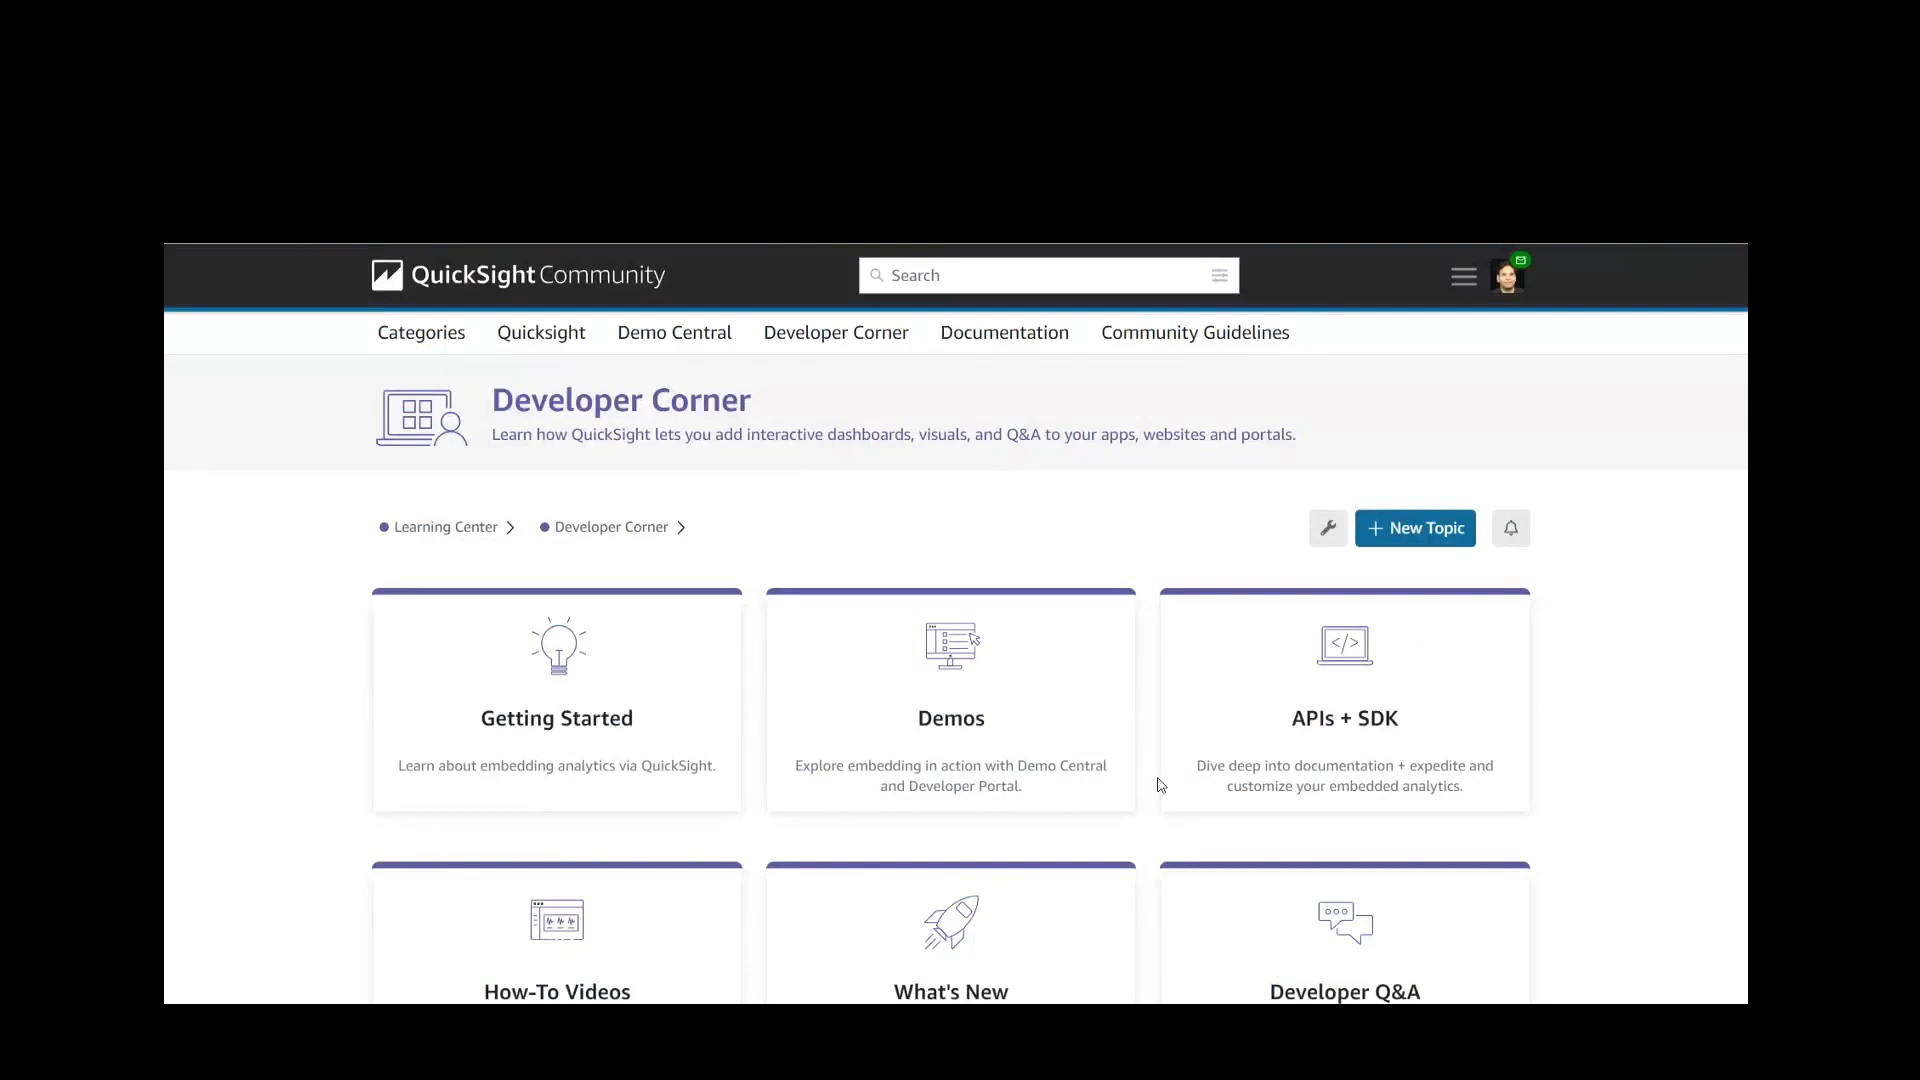 QuickSight Community
Search
Categories Quicksight Demo Central Developer Corner Documentation Community Guidelines
Developer Corner
Learn how QuickSight lets you add interactive dashboards, visuals, and Q&A to your apps, websites and portals.
Learning Center Developer Corner
New Topic
Getting Started
Learn about embedding analytics via QuickSight.
Demos
Explore embedding in action with Demo Central
and Developer Portal.
</>
APIs + SDK
Dive deep into documentation + expedite and
customize your embedded analytics.
How-To Videos
What's New
Developer Q&A